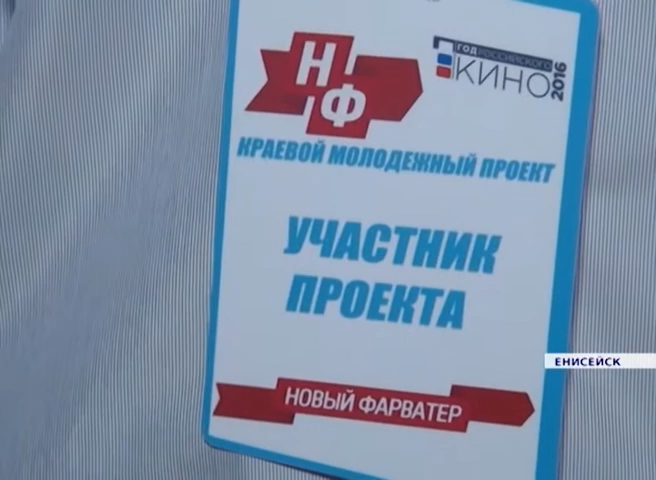 НФ
ГОД РОССИЙСКОГО
КИНО 2016
КРАЕВОЙ МОЛОДЕЖНЫЙ ПРОЕКТ
УЧАСТНИК
ПРОЕКТА
ЕНИСЕЙСК
НОВЫЙ ФАРВАТЕР